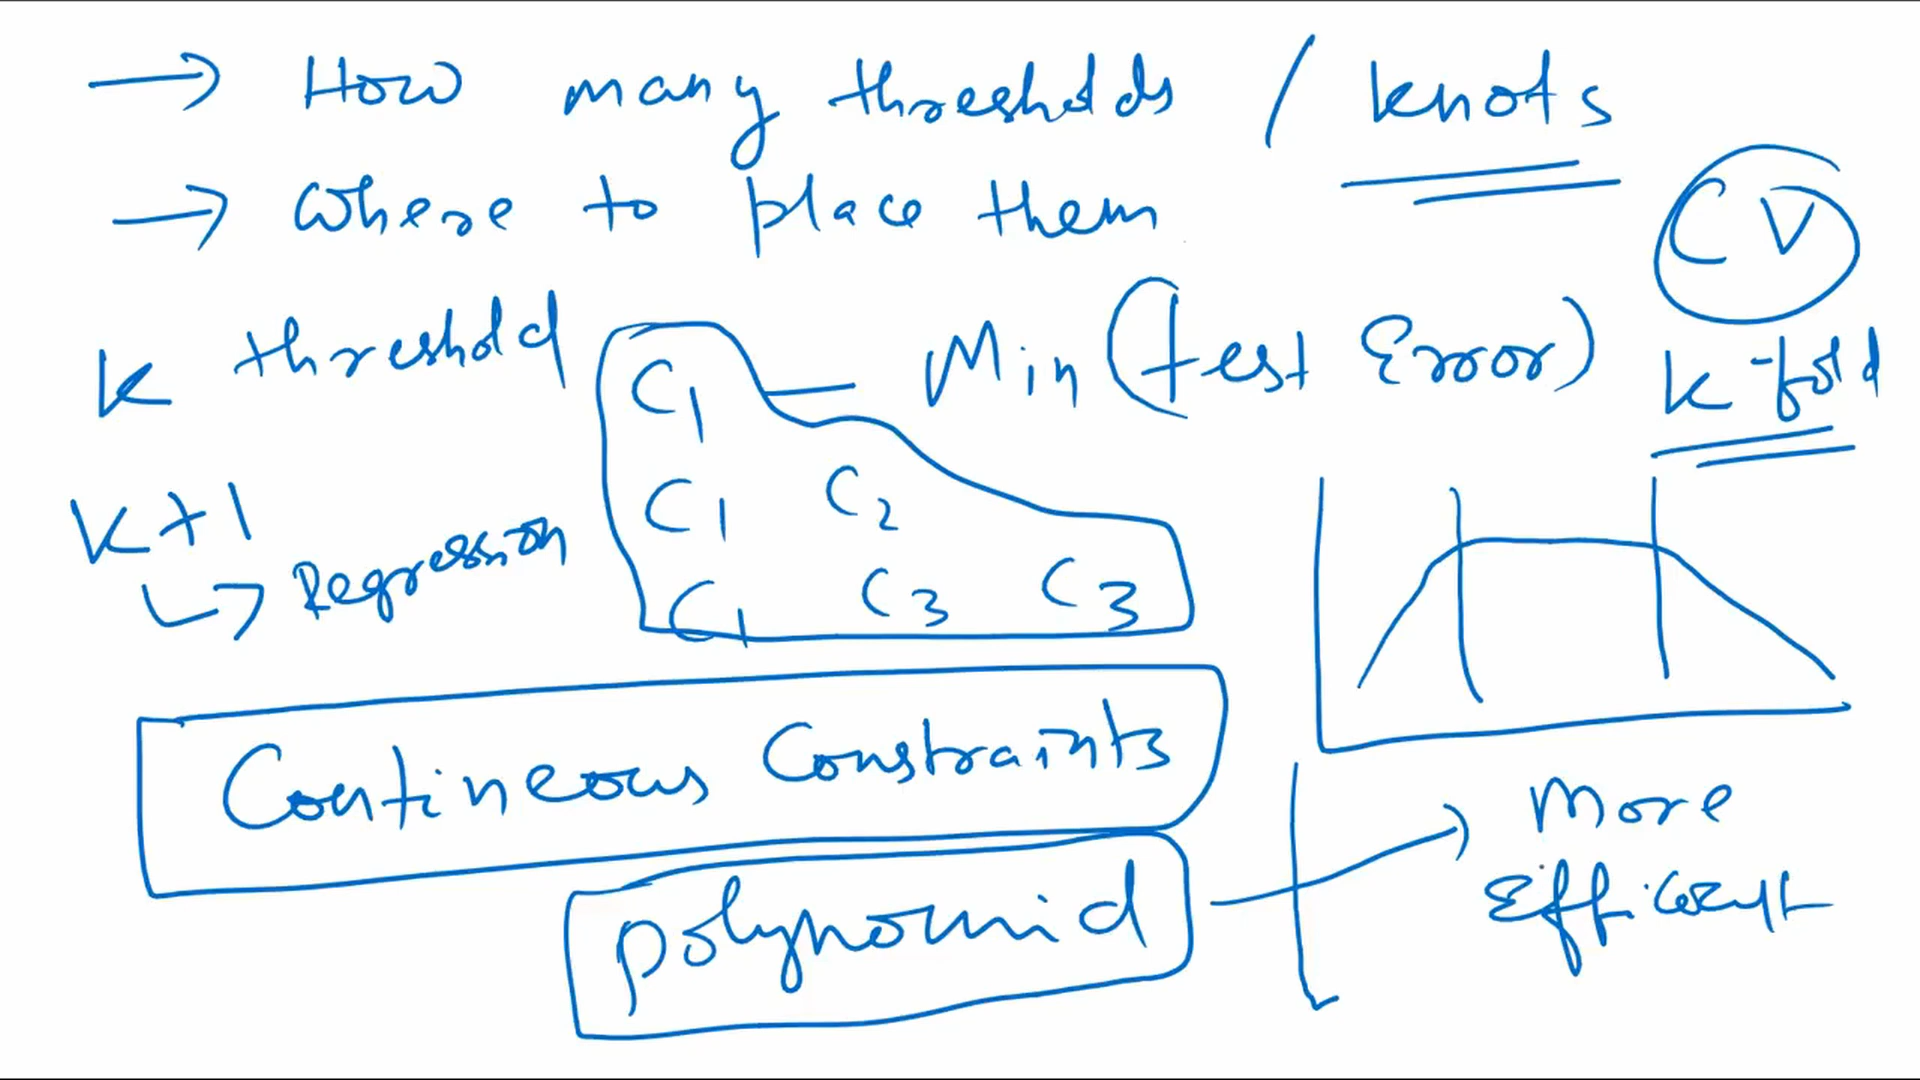 → How many thresholds / knots
→ Where to place them
CV
K threshold
C1 — Min (test Error)
K-fold
K+1
↳ Regression
C1 C2
C1 C3 C3
Contineous Constraints
polynomial → More
Efficient